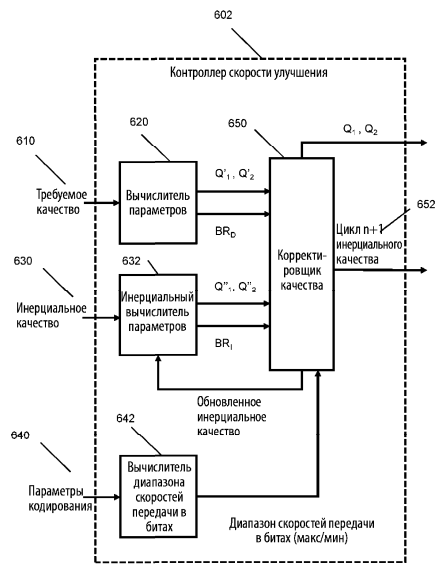 602
Контроллер скорости улучшения
610
Требуемое
качество
620
Вычислитель
параметров
Q'1 , Q'2
BRD
650
Корректи-
ровщик
качества
Q1 , Q2
Цикл n+1
инерциального
качества
652
630
Инерциальное
качество
632
Инерциальный
вычислитель
параметров
Q"1, Q"2
BRI
Обновленное
инерциальное
качество
640
Параметры
кодирования
642
Вычислитель
диапазона
скоростей
передачи в
битах
Диапазон скоростей передачи
в битах (макс/мин)